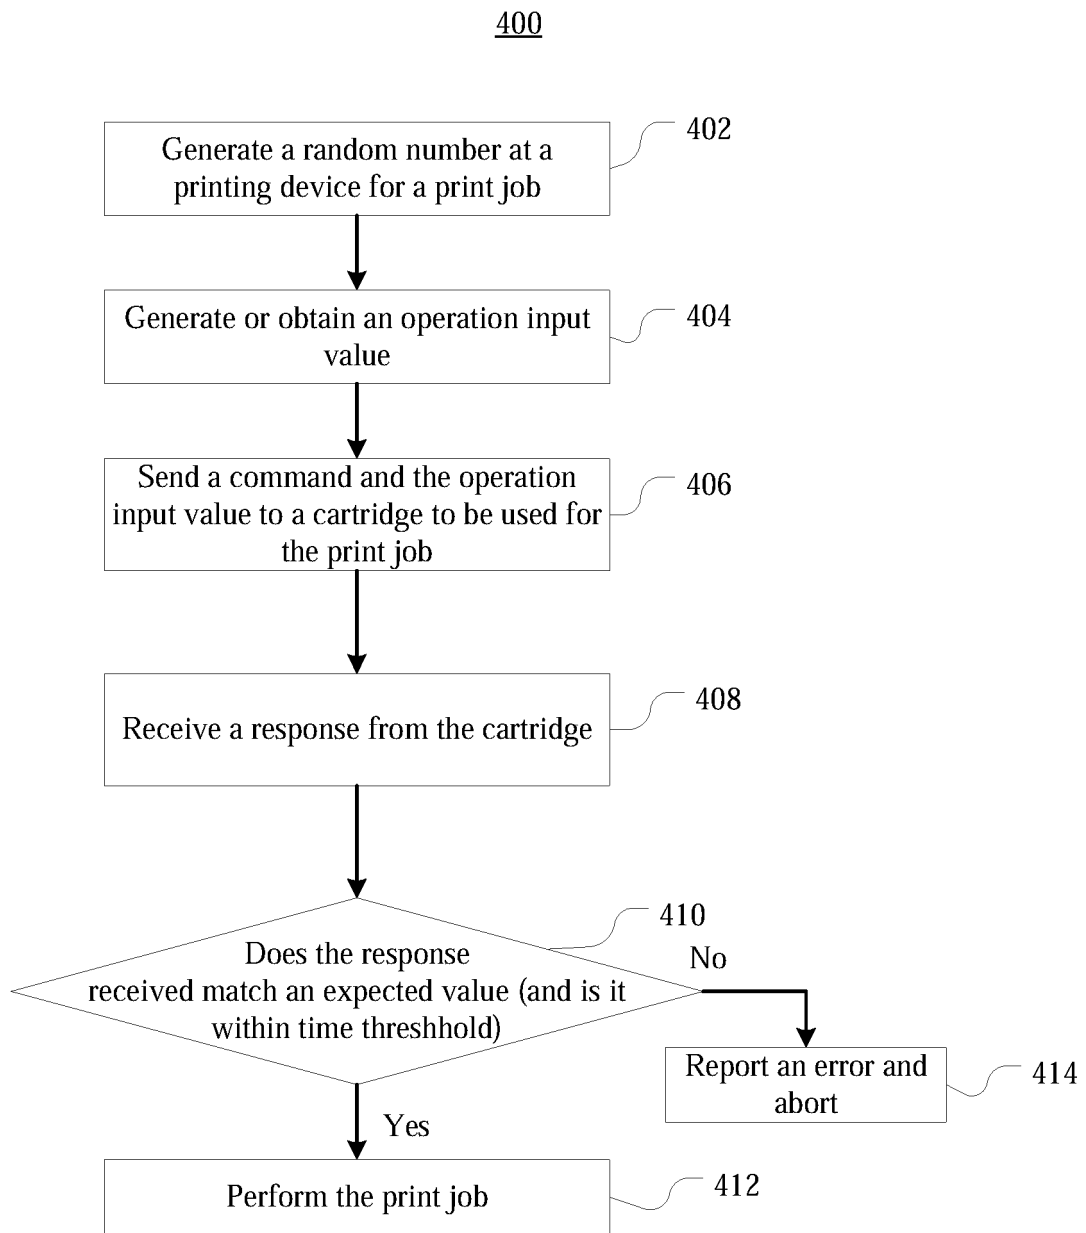 400
Generate a random number at a
printing device for a print job
402
Generate or obtain an operation input
value
404
Send a command and the operation
input value to a cartridge to be used for
the print job
406
Receive a response from the cartridge
408
Does the response
received match an expected value (and is it
within time threshhold)
410
No
Report an error and
abort
414
Yes
Perform the print job
412